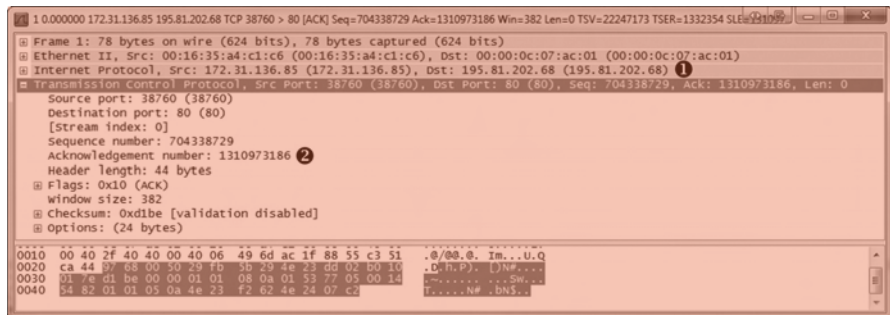 1 0.000000 172.31.136.85 195.81.202.68 TCP 38760 > 80 [ACK] Seq=704338729 Ack=1310973186 Win=382 Len=0 TSV=22247173 TSER=1332354
Frame 1: 78 bytes on wire (624 bits), 78 bytes captured (624 bits)
Ethernet II, Src: 00:16:35:a4:c1:c6 (00:16:35:a4:c1:c6), Dst: 00:00:0c:07:ac:01 (00:00:0c:07:ac:01)
Internet Protocol, Src: 172.31.136.85 (172.31.136.85), Dst: 195.81.202.68 (195.81.202.68) ❶
Transmission Control Protocol, Src Port: 38760 (38760), Dst Port: 80 (80), Seq: 704338729, Ack: 1310973186, Len: 0
Source port: 38760 (38760)
Destination port: 80 (80)
[Stream index: 0]
Sequence number: 704338729
Acknowledgement number: 1310973186 ❷
Header length: 44 bytes
Flags: 0x10 (ACK)
Window size: 382
Checksum: 0xd1be [validation disabled]
Options: (24 bytes)
0010 00 40 2f 40 40 00 40 06 49 6d ac 1f 88 55 c3 51 .@/@@.@. Im...U.Q
0020 ca 44 97 68 00 50 29 fb 5b 29 4e 23 dd 02 b0 10 .D.h.P). [)N#....
0030 01 7e d1 be 00 00 01 01 08 0a 01 53 77 05 00 14 .~...... ...Sw...
0040 54 82 01 01 05 0a 4e 23 f2 62 4e 24 07 c2 T.....N# .bN$..